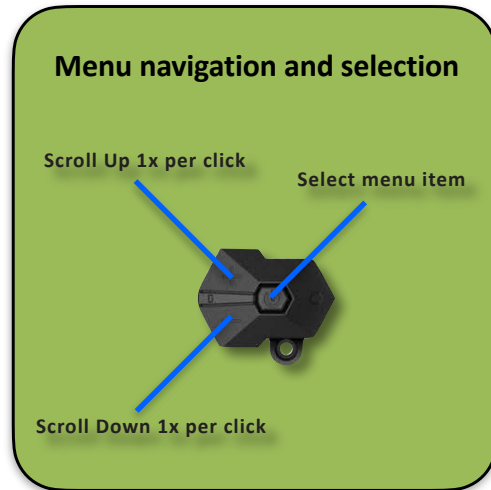 Menu navigation and selection
Scroll Up 1x per click
Select menu item
Scroll Down 1x per click